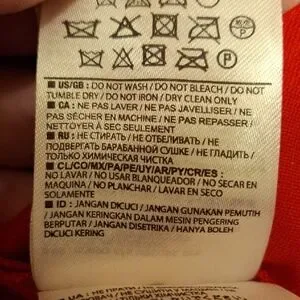 ■ US/GB : DO NOT WASH / DO NOT BLEACH / DO NOT
TUMBLE DRY / DO NOT IRON / DRY CLEAN ONLY
■ CA : NE PAS LAVER / NE PAS JAVELLISER / NE
PAS SÉCHER EN MACHINE / NE PAS REPASSER /
NETTOYER À SEC SEULEMENT
■ RU : НЕ СТИРАТЬ / НЕ ОТБЕЛИВАТЬ / НЕ
ПОДВЕРГАТЬ БАРАБАННОЙ СУШКЕ / НЕ ГЛАДИТЬ /
ТОЛЬКО ХИМИЧЕСКАЯ ЧИСТКА
■ CL/CO/MX/PA/PE/UY/AR/PY/CR/ES :
NO LAVAR / NO USAR BLANQUEADOR / NO SECAR EN
MAQUINA / NO PLANCHAR / LAVAR EN SECO
SOLAMENTE
■ ID : JANGAN DICUCI / JANGAN GUNAKAN PEMUTIH
/ JANGAN KERINGKAN DALAM MESIN PENGERING
BERPUTAR / JANGAN DISETRIKA / HANYA BOLEH
DICUCI KERING